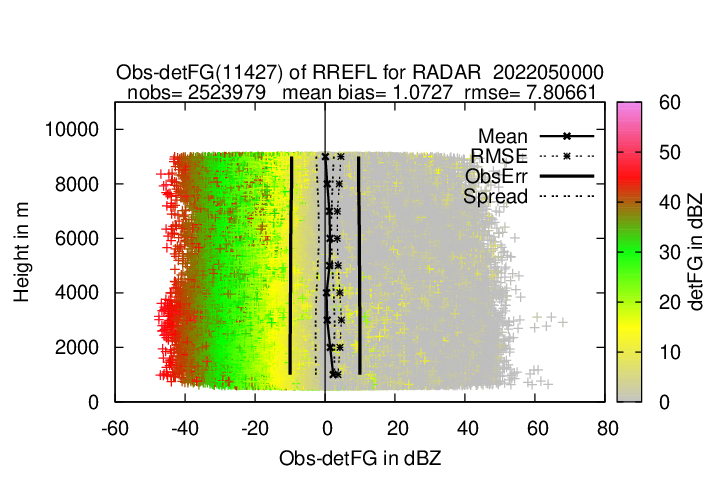 Obs-detFG(11427) of RREFL for RADAR  2022050000
nobs= 2523979   mean bias= 1.0727  rmse= 7.80661
Mean
RMSE
ObsErr
Spread
Height in m
10000
8000
6000
4000
2000
0
-60 -40 -20 0 20 40 60 80
Obs-detFG in dBZ
60
50
40
30
20
10
0
detFG in dBZ